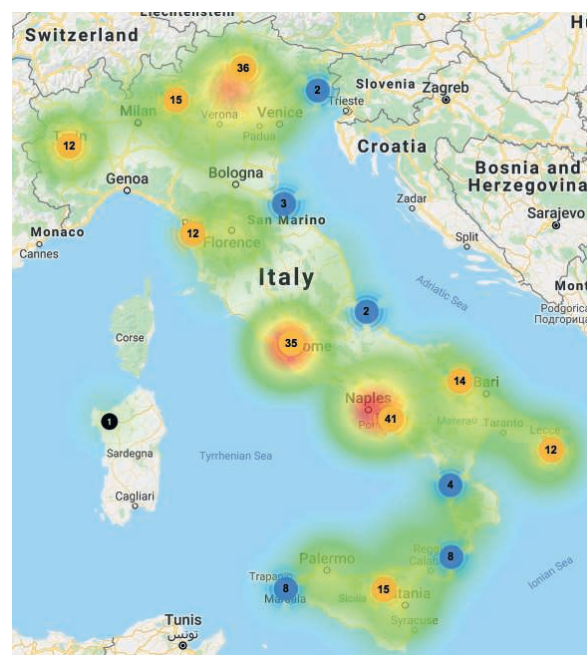 Liechtenstein
Hu
Switzerland
36
Slovenia
Zagreb
15
2
Milan
Trieste
Verona
Venice
Padua
Croatia
12
Bologna
Genoa
Bosnia and
Herzegovina
3
Zadar
San Marino
Sarajevo
Monaco
12
Florence
Split
Cannes
Italy
Mont
Adriatic Sea
2
Podgorica
Подгорица
Corse
35
14
Bari
Naples
1
41
Matera
Taranto
Lecce
12
Sardegna
Tyrrhenian Sea
4
Cagliari
Palermo
8
Ionian Sea
Trapani
8
Marsala
Sicilia
15
Catania
Syracuse
Tunis
تونس